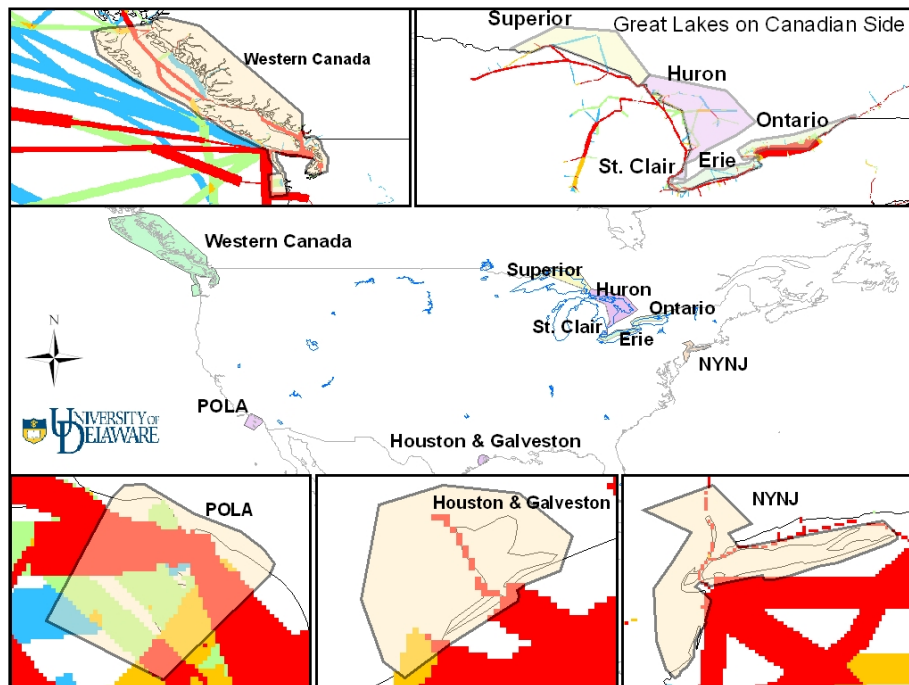 Western Canada
Superior
Great Lakes on Canadian Side
Huron
Ontario
St. Clair
Erie
Western Canada
Superior
Huron
Ontario
St. Clair
Erie
NYNJ
N
UNIVERSITY OF
DELAWARE
POLA
Houston & Galveston
POLA
Houston & Galveston
NYNJ